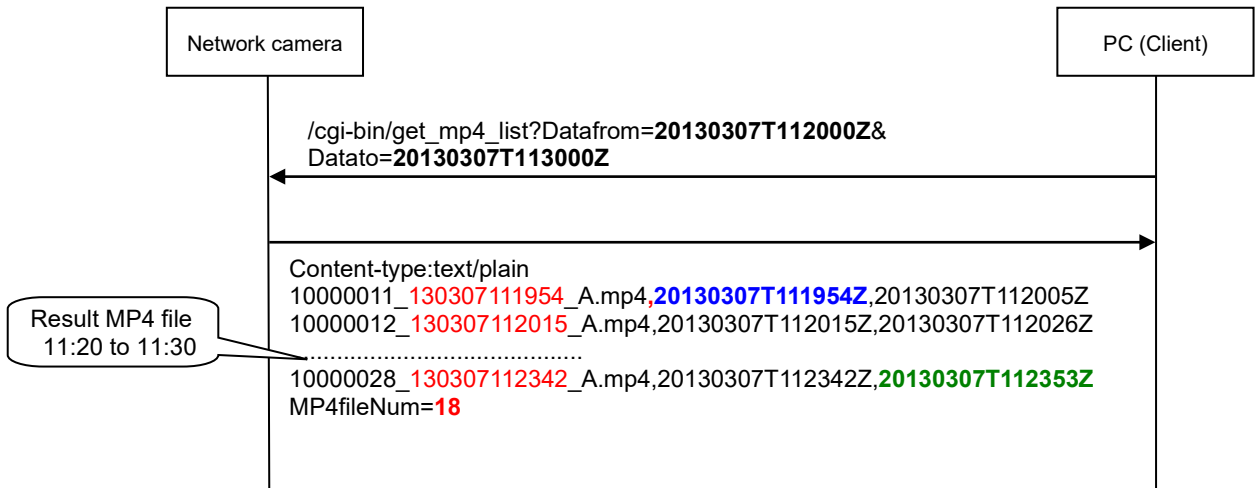 Network camera
PC (Client)
/cgi-bin/get_mp4_list?Datafrom=20130307T112000Z&
Datato=20130307T113000Z
Content-type:text/plain
10000011_130307111954_A.mp4,20130307T111954Z,20130307T112005Z
10000012_130307112015_A.mp4,20130307T112015Z,20130307T112026Z
..........................................
10000028_130307112342_A.mp4,20130307T112342Z,20130307T112353Z
MP4fileNum=18
Result MP4 file
11:20 to 11:30